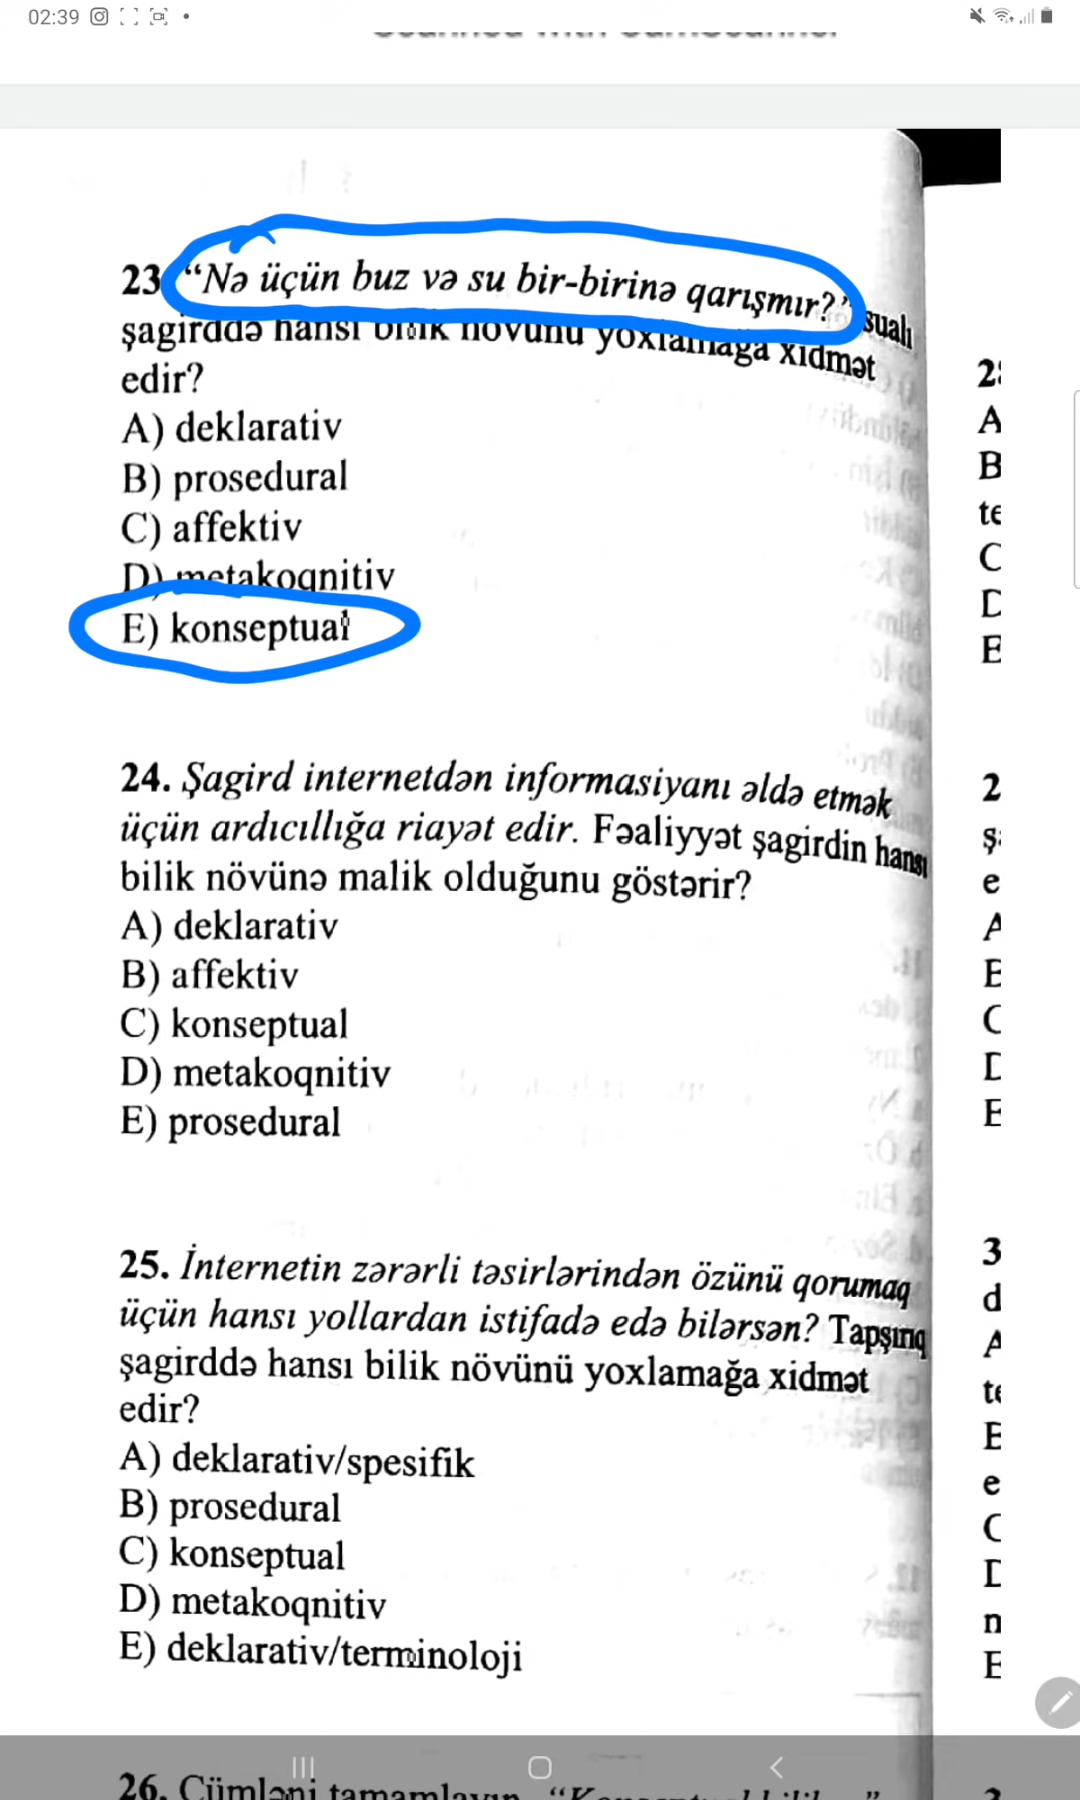 02:39
23. “Nə üçün buz və su bir-birinə qarışmır?” sualı
şagirddə hansı bilik növünü yoxlamağa xidmət
edir?
A) deklarativ
B) prosedural
C) affektiv
D) metakoqnitiv
E) konseptual
24. Şagird internetdən informasiyanı əldə etmək
üçün ardıcıllığa riayət edir. Fəaliyyət şagirdin hansı
bilik növünə malik olduğunu göstərir?
A) deklarativ
B) affektiv
C) konseptual
D) metakoqnitiv
E) prosedural
25. İnternetin zərərli təsirlərindən özünü qorumaq
üçün hansı yollardan istifadə edə bilərsən? Tapşırıq
şagirddə hansı bilik növünü yoxlamağa xidmət
edir?
A) deklarativ/spesifik
B) prosedural
C) konseptual
D) metakoqnitiv
E) deklarativ/terminoloji
26. Cümləni tamamlayın